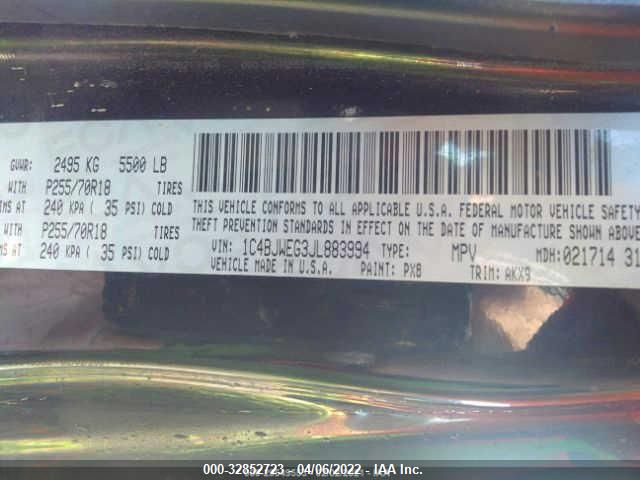 GVWR: 2495 KG 5500 LB
WITH P255/70R18 TIRES
MS AT 240 KPA ( 35 PSI) COLD
WITH P255/70R18 TIRES
MS AT 240 KPA ( 35 PSI) COLD
THIS VEHICLE CONFORMS TO ALL APPLICABLE U.S.A. FEDERAL MOTOR VEHICLE SAFETY
THEFT PREVENTION STANDARDS IN EFFECT ON THE DATE OF MANUFACTURE SHOWN ABOVE
VIN: 1C4BJWEG3JL883994 TYPE: MPV MDH:021714 31
VEHICLE MADE IN U.S.A. PAINT: PX8 TRIM: AKX9
000-32852723 - 04/06/2022 - IAA Inc.